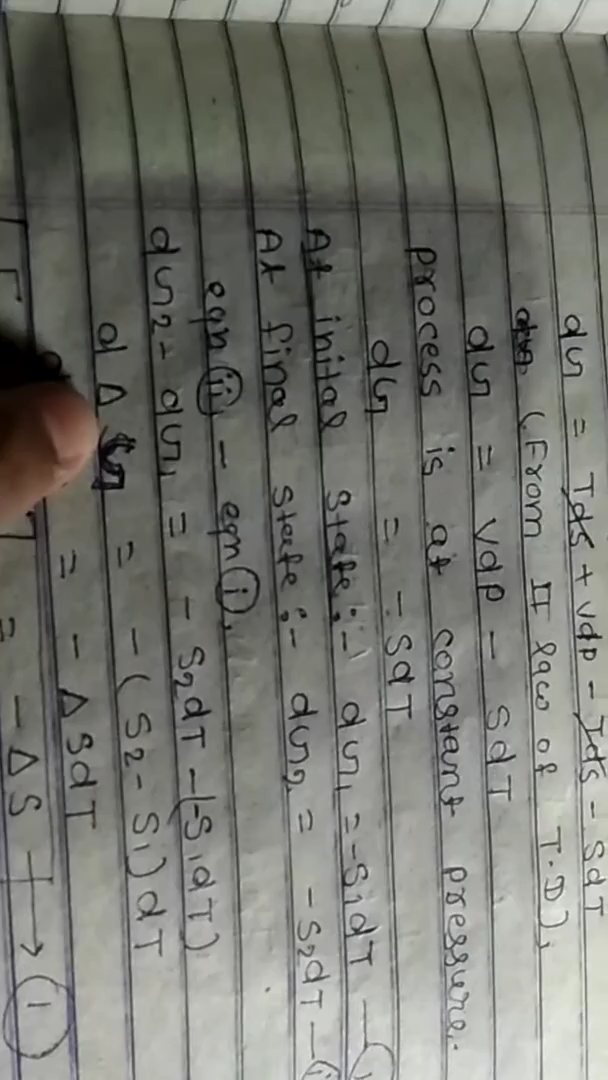 dG = Tds + vdp - Tds - SdT
(From II law of T.D),
dG = vdp - SdT
process is at constant pressure.
dG = - SdT
At inital state :- dG₁ = -S₁dT —
At final state :- dG₂ = - S₂dT —
eqn (ii) - eqn (i),
dG₂ - dG₁ = - S₂dT - (-S₁dT)
dΔG = - (S₂ - S₁) dT
= - ΔSdT
= - ΔS → (1)